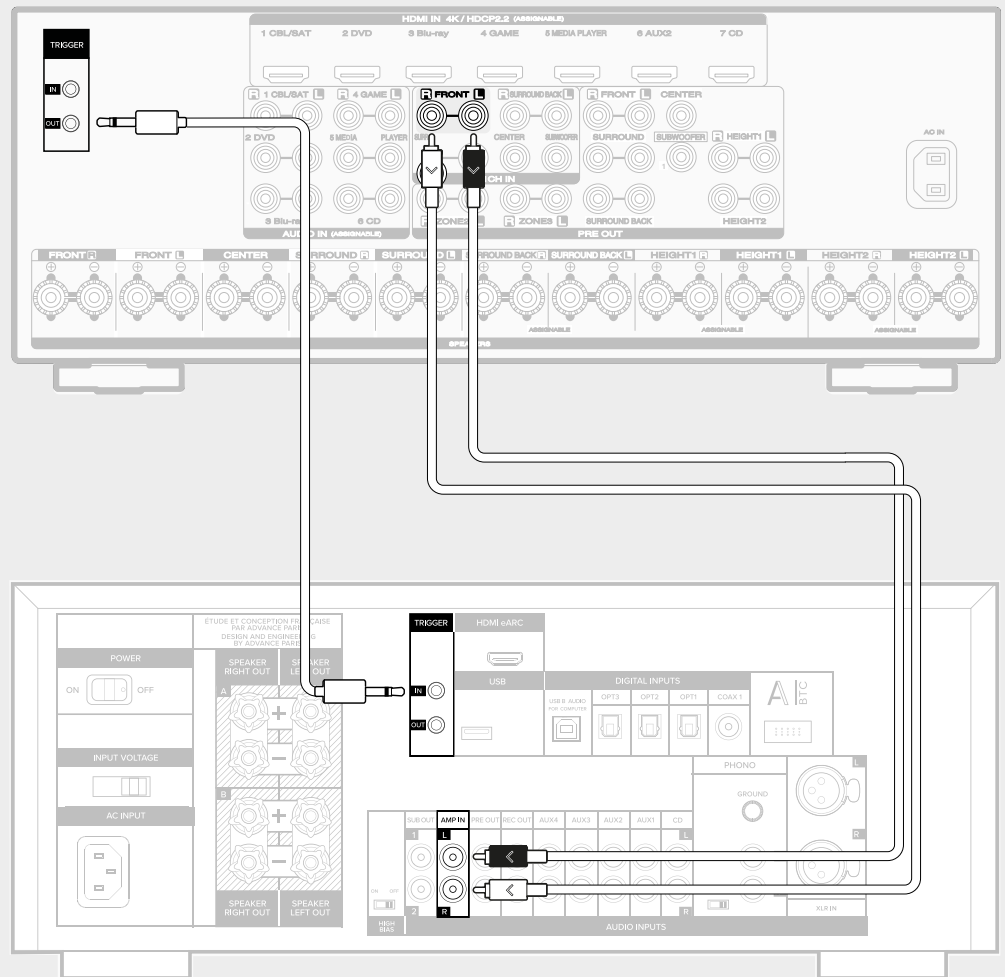 HDMI IN 4K / HDCP2.2 (ASSIGNABLE)
1 CBL/SAT 2 DVD 3 Blu-ray 4 GAME 5 MEDIA PLAYER 6 AUX2 7 CD
TRIGGER
IN
OUT
R 1 CBL/SAT L R 4 GAME L R FRONT L R SURROUND BACK L R FRONT L CENTER
2 DVD 5 MEDIA PLAYER CENTER SUBWOOFER SURROUND SUBWOOFER R HEIGHT1 L
1
CH IN
3 Blu-ray 6 CD R ZONE2 L R ZONE3 L SURROUND BACK HEIGHT2
AUDIO IN (ASSIGNABLE) PRE OUT
AC IN
FRONT R FRONT L CENTER SURROUND R SURROUND L SURROUND BACK R SURROUND BACK L HEIGHT1 R HEIGHT1 L HEIGHT2 R HEIGHT2 L
ASSIGNABLE ASSIGNABLE ASSIGNABLE
SPEAKERS
ÉTUDE ET CONCEPTION FRANÇAISE
PAR ADVANCE PARIS
DESIGN AND ENGINEERING
BY ADVANCE PARIS
POWER
ON OFF
INPUT VOLTAGE
AC INPUT
SPEAKER RIGHT OUT
SPEAKER LEFT OUT
A
+
−
B
+
−
SPEAKER RIGHT OUT
SPEAKER LEFT OUT
TRIGGER
IN
OUT
HDMI eARC
USB
DIGITAL INPUTS
USB B AUDIO
FOR COMPUTER
OPT3 OPT2 OPT1 COAX 1
A BTC
PHONO
GROUND
L
R
XLR IN
SUB OUT AMP IN PRE OUT REC OUT AUX4 AUX3 AUX2 AUX1 CD
1 L L
2 R R
ON OFF
HIGH BIAS
AUDIO INPUTS